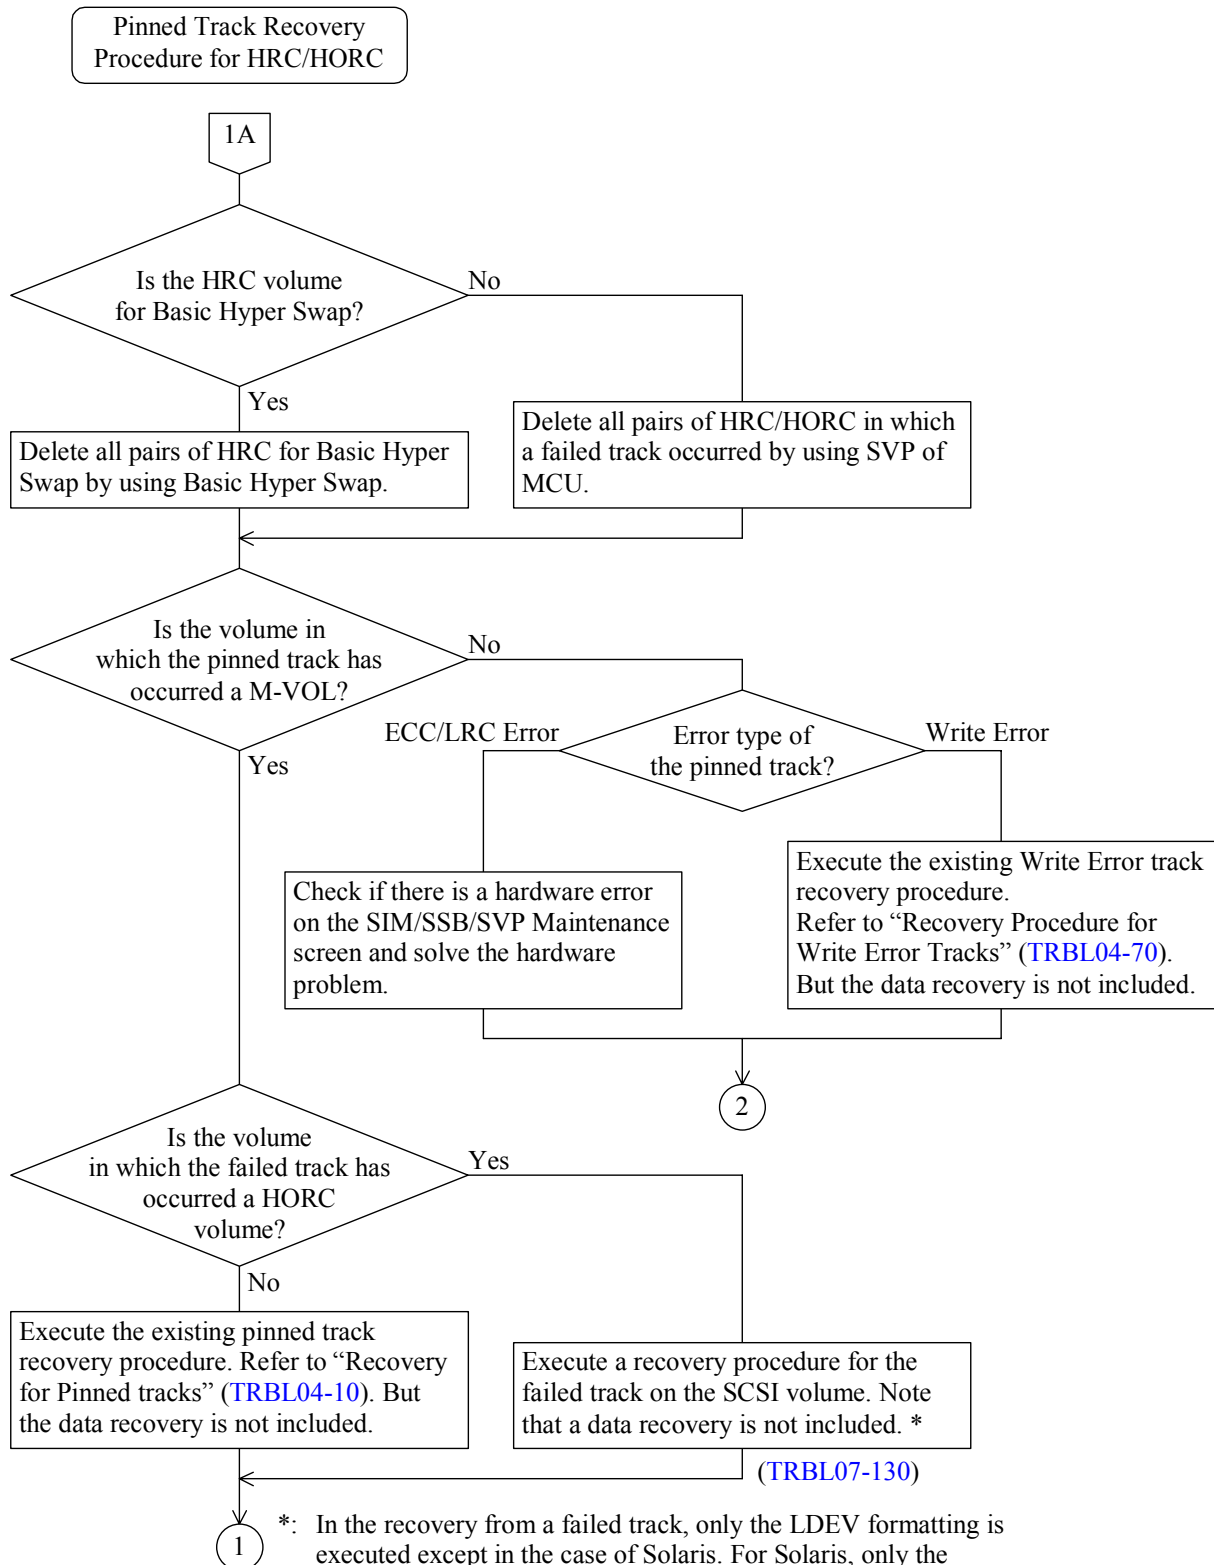 Pinned Track Recovery
Procedure for HRC/HORC
1A
Is the HRC volume
for Basic Hyper Swap?
No
Yes
Delete all pairs of HRC for Basic Hyper
Swap by using Basic Hyper Swap.
Delete all pairs of HRC/HORC in which
a failed track occurred by using SVP of
MCU.
Is the volume in
which the pinned track has
occurred a M-VOL?
No
Yes
ECC/LRC Error
Error type of
the pinned track?
Write Error
Check if there is a hardware error
on the SIM/SSB/SVP Maintenance
screen and solve the hardware
problem.
Execute the existing Write Error track
recovery procedure.
Refer to “Recovery Procedure for
Write Error Tracks” (TRBL04-70).
But the data recovery is not included.
2
Is the volume
in which the failed track has
occurred a HORC
volume?
Yes
No
Execute the existing pinned track
recovery procedure. Refer to “Recovery
for Pinned tracks” (TRBL04-10). But
the data recovery is not included.
Execute a recovery procedure for the
failed track on the SCSI volume. Note
that a data recovery is not included. *
(TRBL07-130)
1
*: In the recovery from a failed track, only the LDEV formatting is
executed except in the case of Solaris. For Solaris, only the